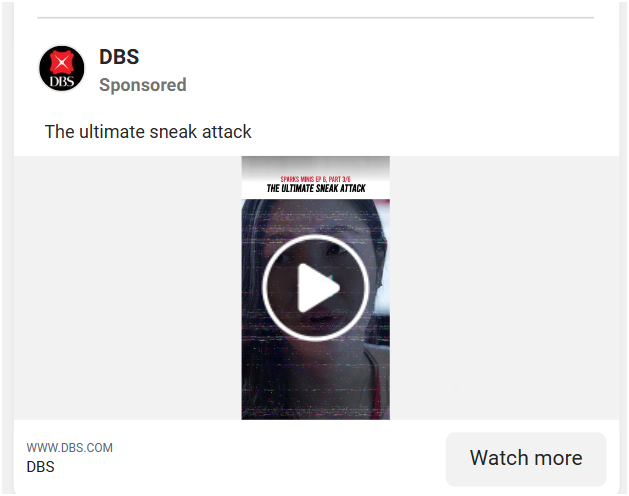 DBS
DBS
Sponsored
The ultimate sneak attack
SPARKS MINIS EP 6, PART 3/6
THE ULTIMATE SNEAK ATTACK
WWW.DBS.COM
DBS
Watch more